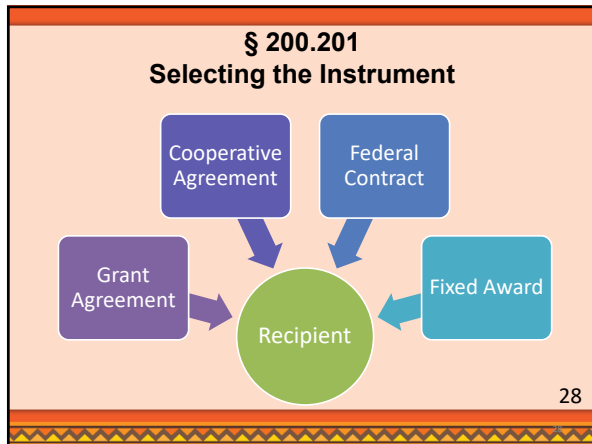 § 200.201
Selecting the Instrument
Cooperative
Agreement
Federal
Contract
Grant
Agreement
Fixed Award
Recipient
28